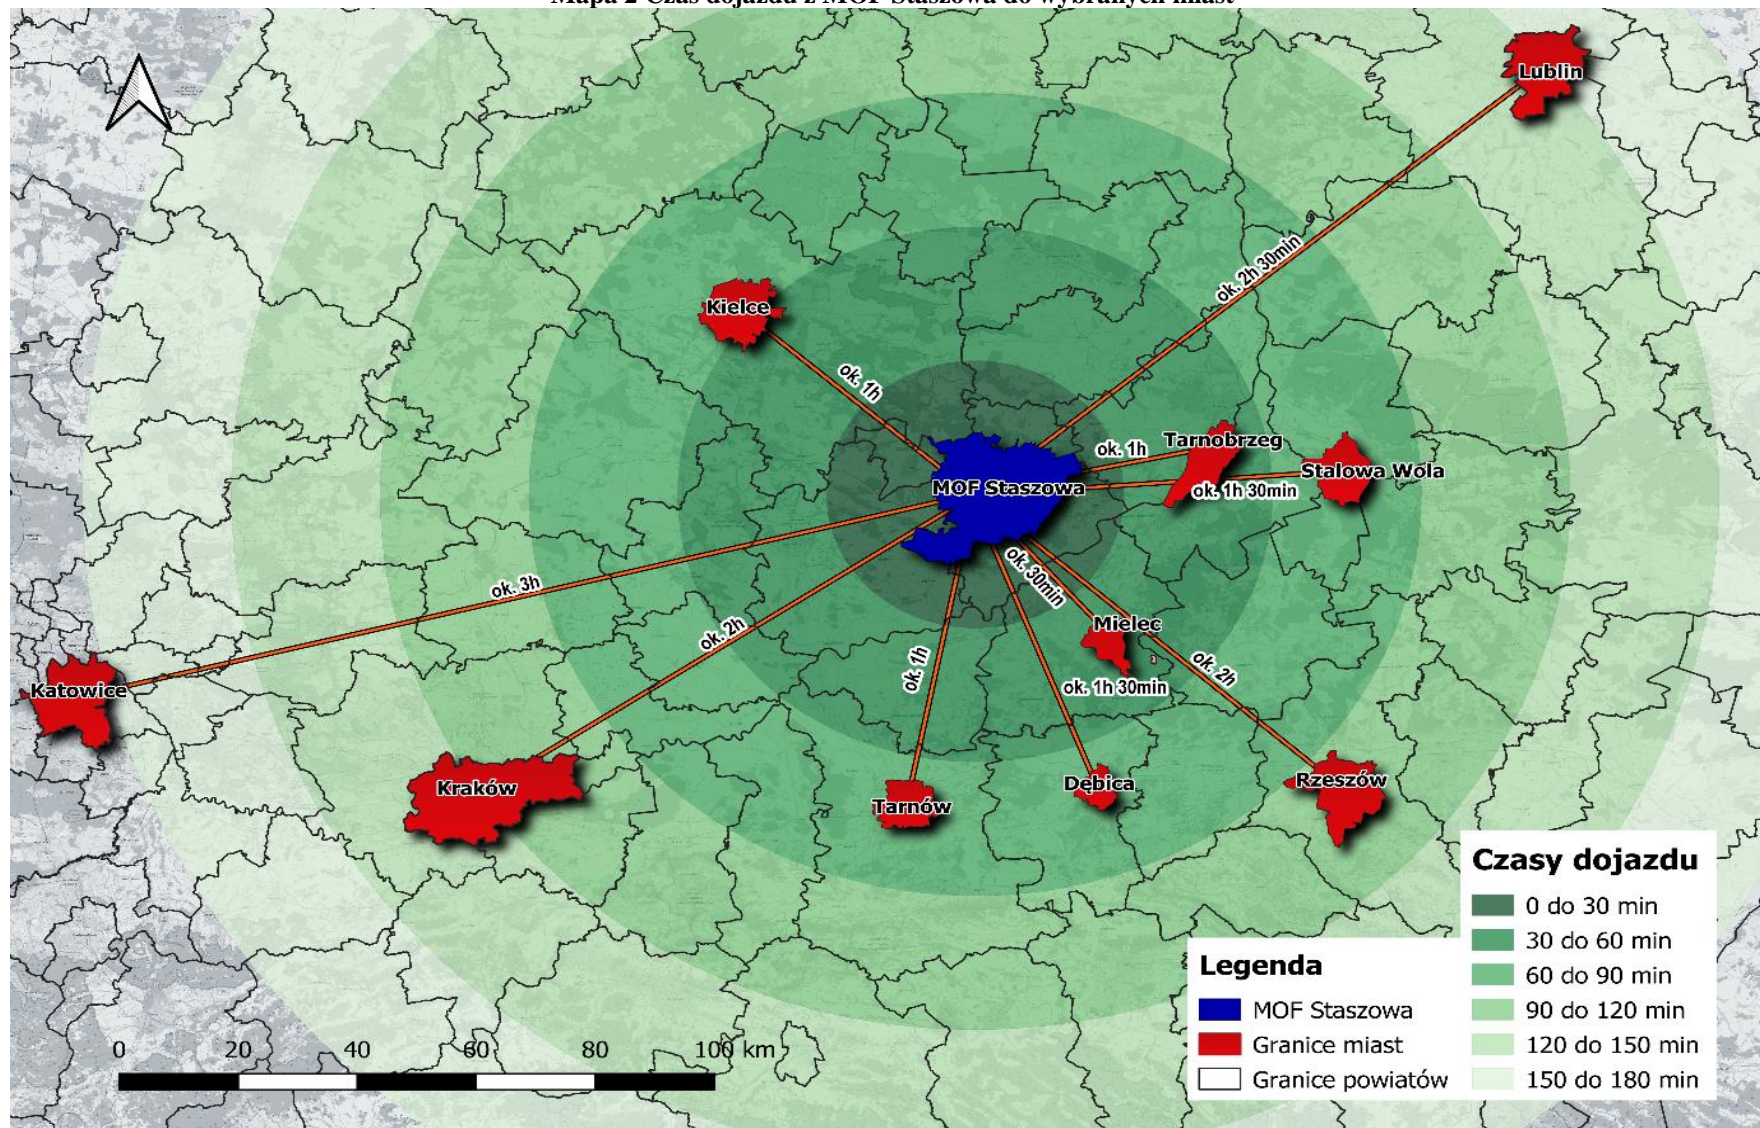 Mapa 2 Czas dojazdu z MOF Staszowa do wybranych miast
Lublin
ok. 2h 30min
Kielce
ok. 1h
Tarnobrzeg
ok. 1h
Stalowa Wola
MOF Staszowa
ok. 1h 30min
ok. 3h
ok. 30min
Mielec
ok. 2h
ok. 1h
ok. 2h
ok. 1h 30min
Katowice
Kraków
Tarnów
Dębica
Rzeszów
Czasy dojazdu
0 do 30 min
30 do 60 min
60 do 90 min
90 do 120 min
120 do 150 min
150 do 180 min
Legenda
MOF Staszowa
Granice miast
Granice powiatów
0 20 40 60 80 100 km